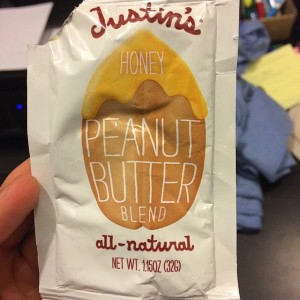 Justin's
HONEY
PEANUT
BUTTER
BLEND
all-natural
NET WT. 1.15OZ (32G)